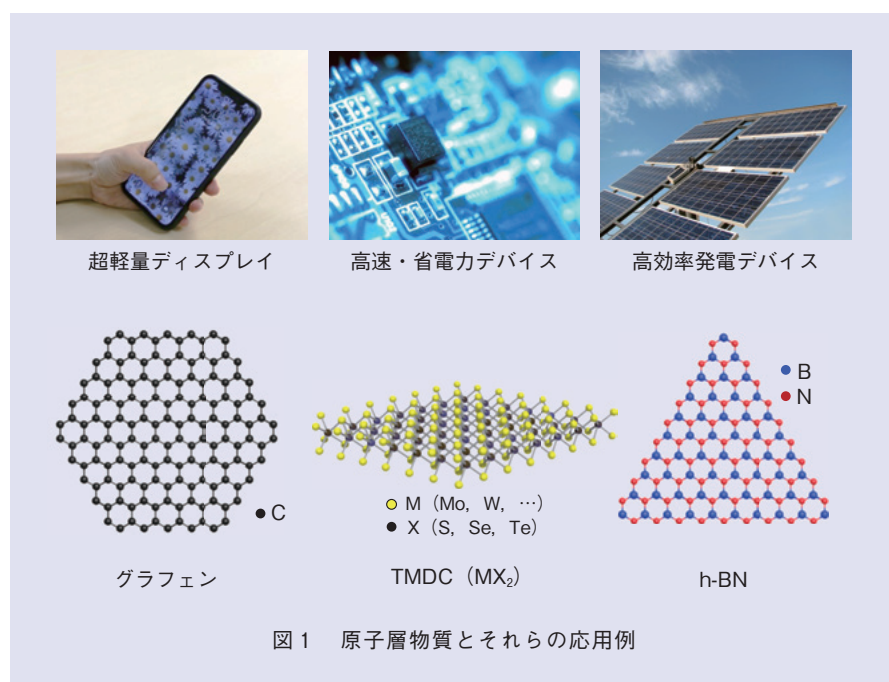 超軽量ディスプレイ
高速・省電力デバイス
高効率発電デバイス
C
M（Mo，W，…）
X（S，Se，Te）
B
N
グラフェン
TMDC（MX₂）
h-BN
図1　原子層物質とそれらの応用例